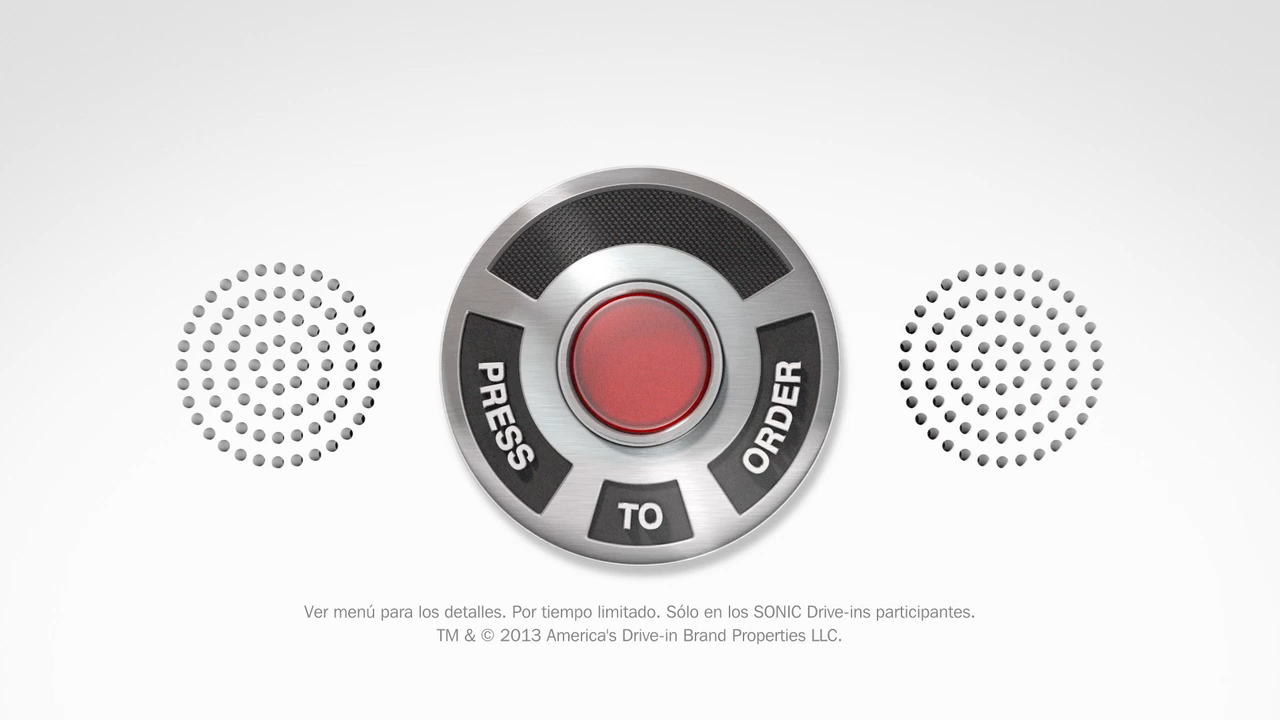 PRESS
TO
ORDER
Ver menú para los detalles. Por tiempo limitado. Sólo en los SONIC Drive-ins participantes.
TM & © 2013 America's Drive-in Brand Properties LLC.